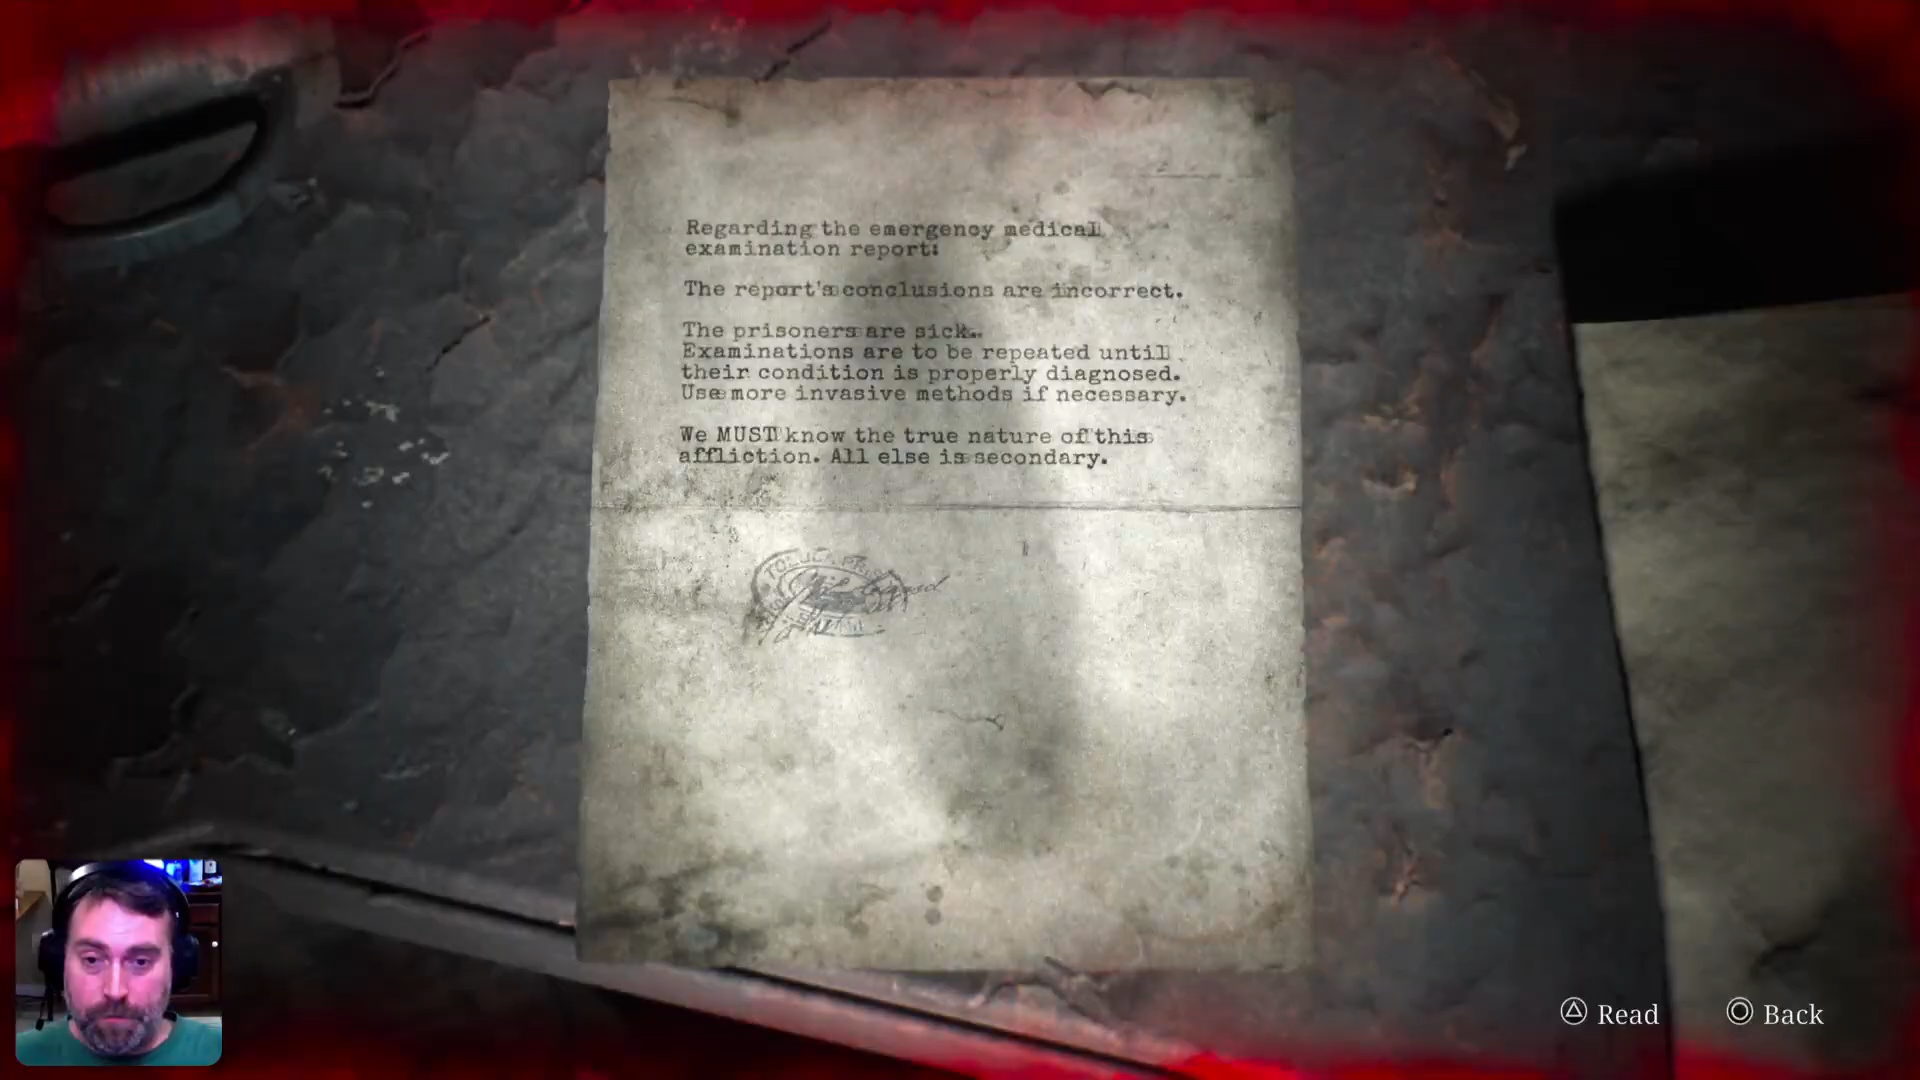 Regarding the emergency medical
examination report:
The report's conclusions are incorrect.
The prisoners are sick.
Examinations are to be repeated until
their condition is properly diagnosed.
Use more invasive methods if necessary.
We MUST know the true nature of this
affliction. All else is secondary.
TOLUCA PRISON
Read
Back